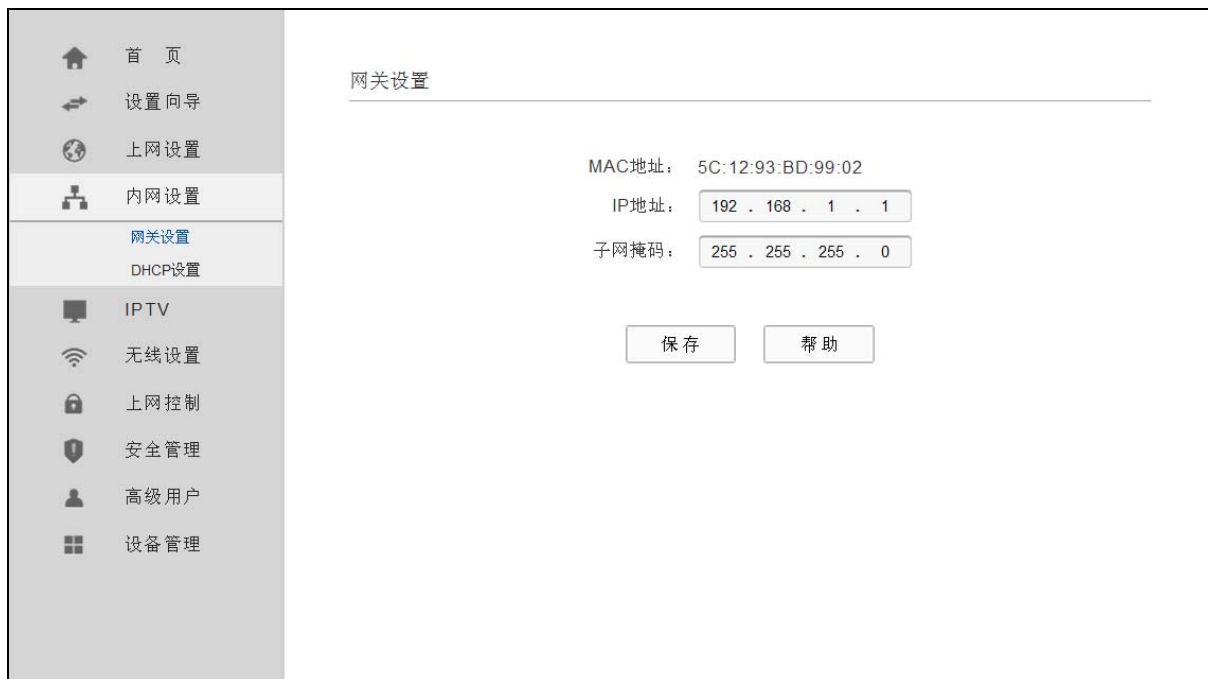 首 页
设置向导
上网设置
内网设置
网关设置
DHCP设置
IPTV
无线设置
上网控制
安全管理
高级用户
设备管理
网关设置
MAC地址： 5C:12:93:BD:99:02
IP地址： 192 . 168 . 1 . 1
子网掩码： 255 . 255 . 255 . 0
保存 帮助